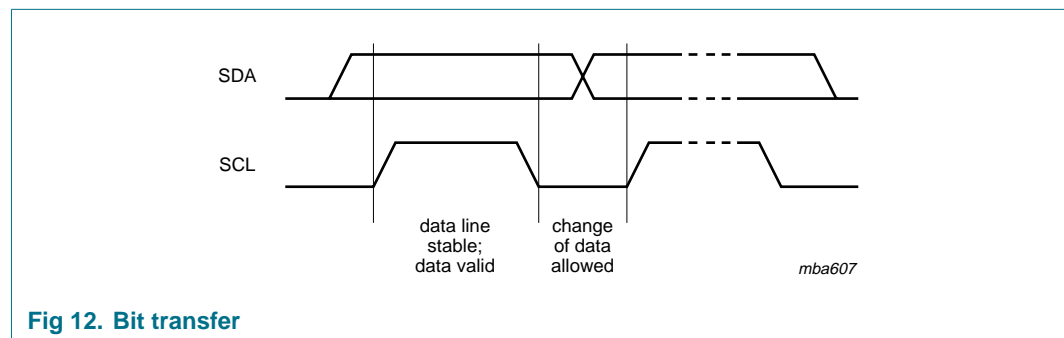 SDA
SCL
data line
stable;
data valid
change
of data
allowed
mba607
Fig 12. Bit transfer